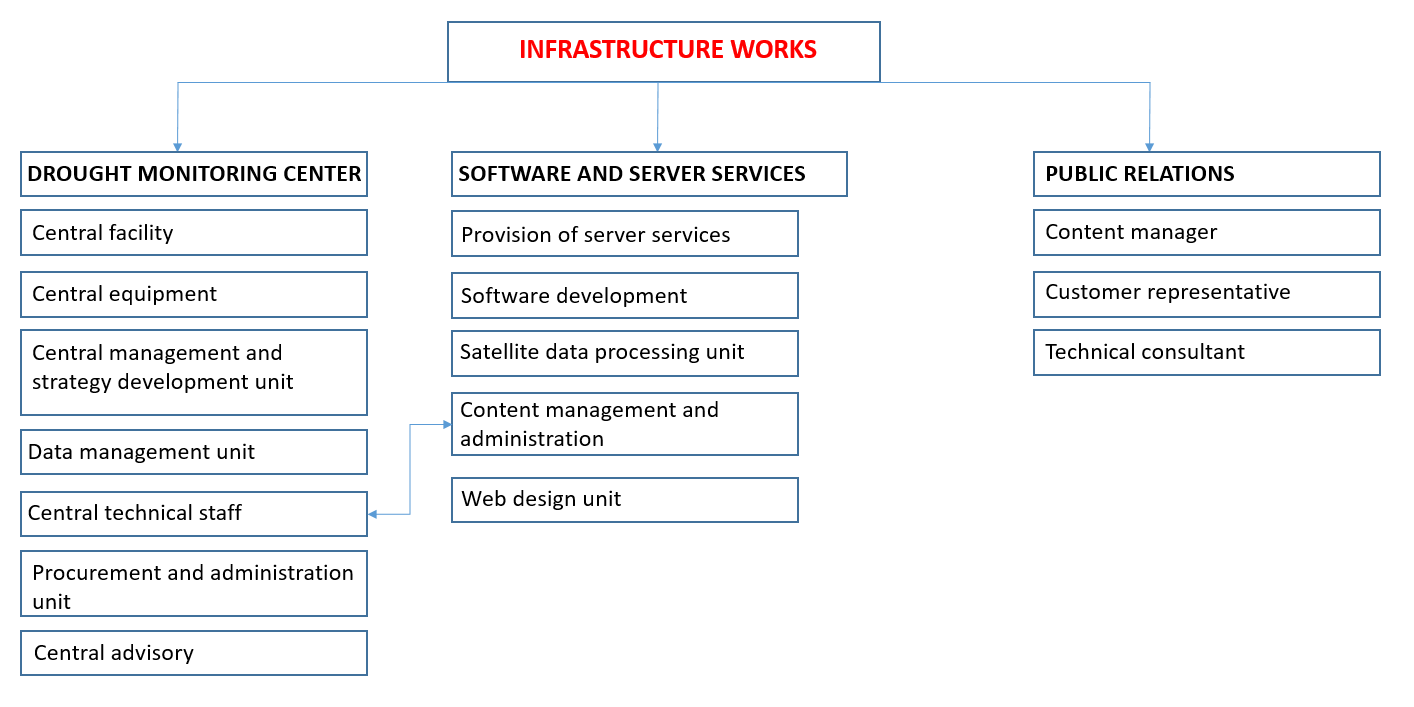 INFRASTRUCTURE WORKS
DROUGHT MONITORING CENTER
Central facility
Central equipment
Central management and
strategy development unit
Data management unit
Central technical staff
Procurement and administration
unit
Central advisory
SOFTWARE AND SERVER SERVICES
Provision of server services
Software development
Satellite data processing unit
Content management and
administration
Web design unit
PUBLIC RELATIONS
Content manager
Customer representative
Technical consultant